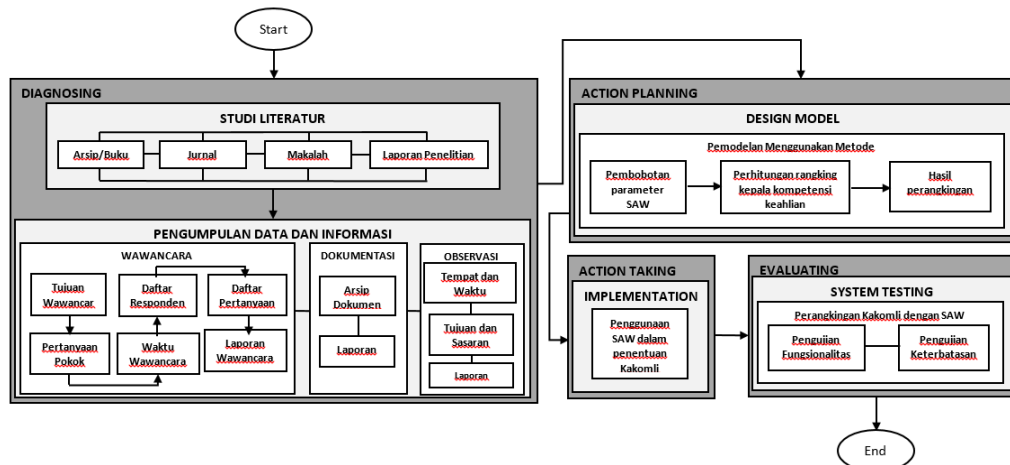 Start
DIAGNOSING
STUDI LITERATUR
Arsip/Buku
Jurnal
Makalah
Laporan Penelitian
PENGUMPULAN DATA DAN INFORMASI
WAWANCARA
Tujuan
Wawancar
Daftar
Responden
Daftar
Pertanyaan
Pertanyaan
Pokok
Waktu
Wawancara
Laporan
Wawancara
DOKUMENTASI
Arsip
Dokumen
Laporan
OBSERVASI
Tempat dan
Waktu
Tujuan dan
Sasaran
Laporan
ACTION PLANNING
DESIGN MODEL
Pemodelan Menggunakan Metode
Pembobotan
parameter
SAW
Perhitungan rangking
kepala kompetensi
keahlian
Hasil
perangkingan
ACTION TAKING
IMPLEMENTATION
Penggunaan
SAW dalam
penentuan
Kakomli
EVALUATING
SYSTEM TESTING
Perangkingan Kakomli dengan SAW
Pengujian
Fungsionalitas
Pengujian
Keterbatasan
End